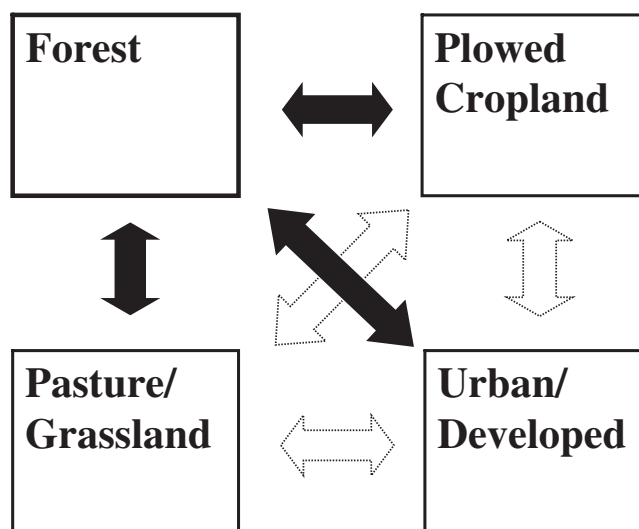 Forest
Plowed
Cropland
Pasture/
Grassland
Urban/
Developed